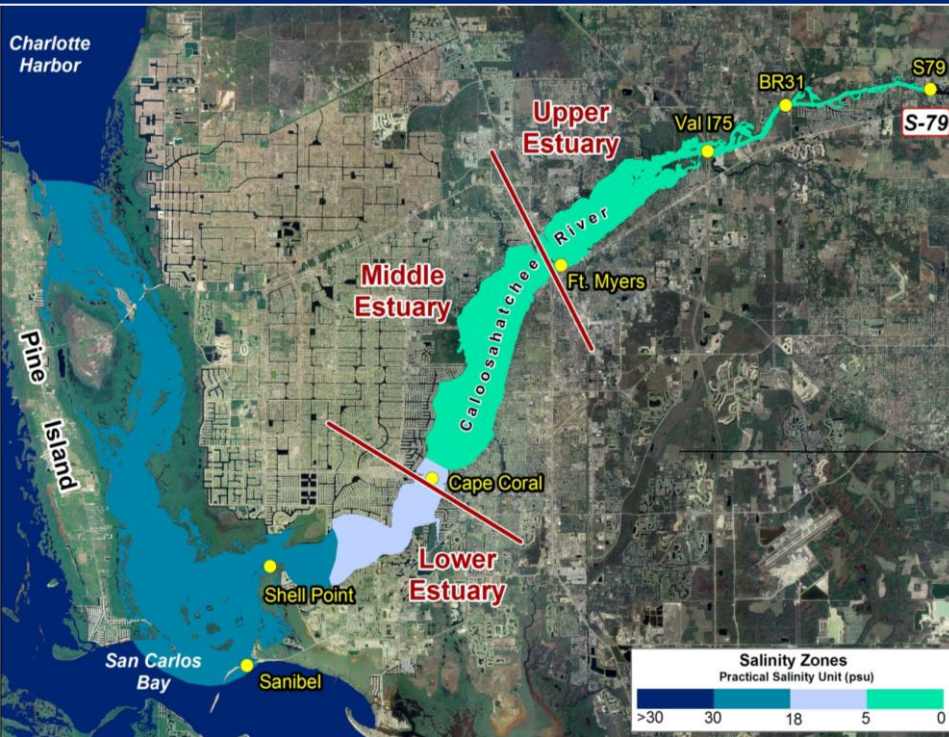 Charlotte
Harbor
S79
BR31
S-79
Upper
Estuary
Val I75
Caloosahatchee River
Ft. Myers
Middle
Estuary
Pine
Island
Cape Coral
Lower
Estuary
Shell Point
San Carlos
Bay
Sanibel
Salinity Zones
Practical Salinity Unit (psu)
>30 30 18 5 0